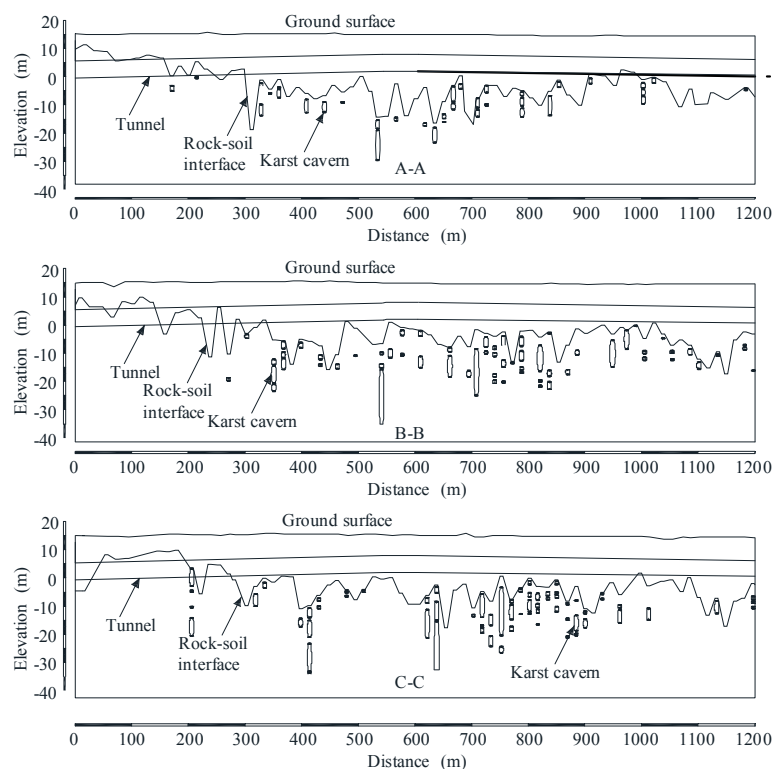 Ground surface
20
10
0
-10
-20
-30
-40
Elevation (m)
Tunnel
Rock-soil
interface
Karst cavern
A-A
0 100 200 300 400 500 600 700 800 900 1000 1100 1200
Distance (m)
Ground surface
20
10
0
-10
-20
-30
-40
Elevation (m)
Tunnel
Rock-soil
interface
Karst cavern
B-B
0 100 200 300 400 500 600 700 800 900 1000 1100 1200
Distance (m)
Ground surface
20
10
0
-10
-20
-30
-40
Elevation (m)
Tunnel
Rock-soil
interface
Karst cavern
C-C
0 100 200 300 400 500 600 700 800 900 1000 1100 1200
Distance (m)